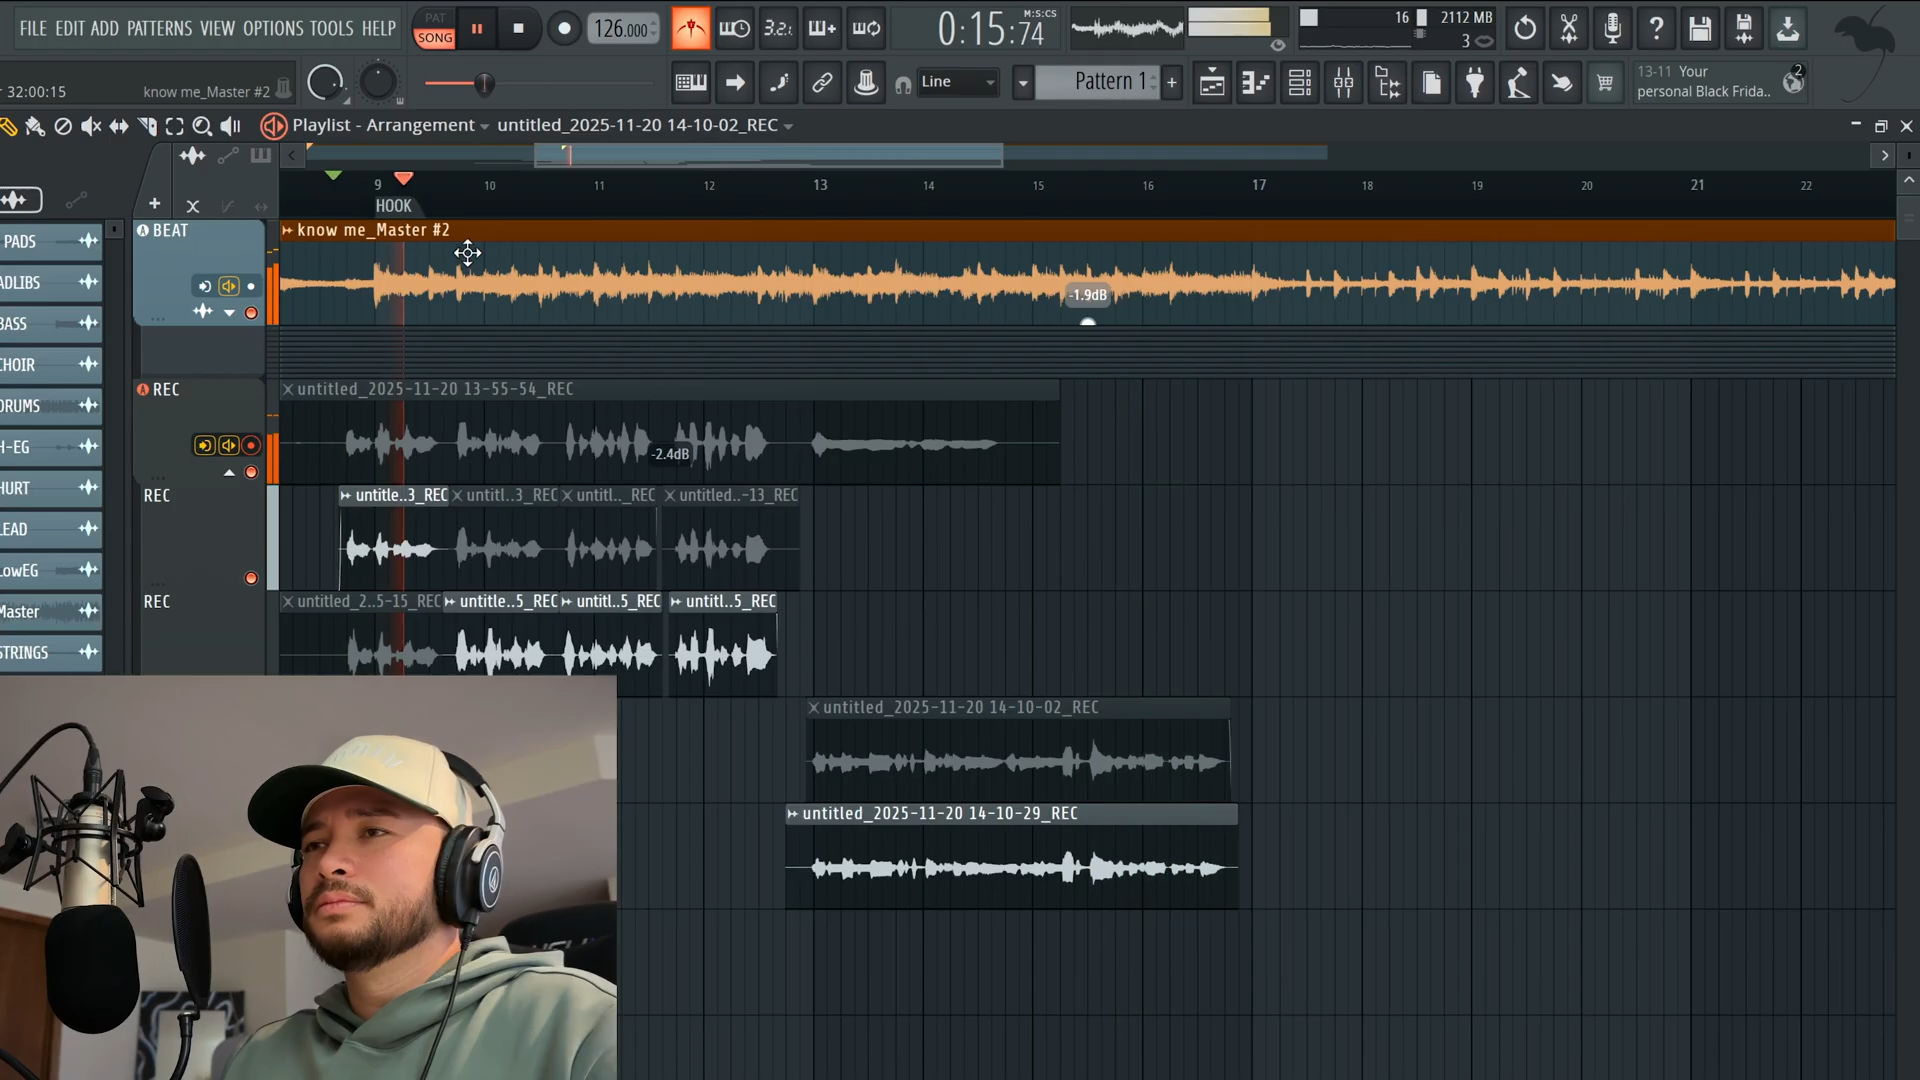 FILE EDIT ADD PATTERNS VIEW OPTIONS TOOLS HELP
PAT
SONG
126.000
3.2.
0:15:74
M:S:CS
16
2112 MB
3
32:00:15
know me_Master #2
Line
Pattern 1
13-11 Your
personal Black Frida..
2
Playlist - Arrangement
untitled_2025-11-20 14-10-02_REC
9 10 11 12 13 14 15 16 17 18 19 20 21 22
HOOK
BEAT
know me_Master #2
-1.9dB
PADS
ADLIBS
BASS
CHOIR
DRUMS
H-EG
HURT
LEAD
LowEG
Master
STRINGS
REC
untitled_2025-11-20 13-55-54_REC
-2.4dB
REC
untitle..3_REC
untitl..3_REC
untitl.._REC
untitled..-13_REC
REC
untitled_2..5-15_REC
untitle..5_REC
untitl..5_REC
untitl..5_REC
untitled_2025-11-20 14-10-02_REC
untitled_2025-11-20 14-10-29_REC